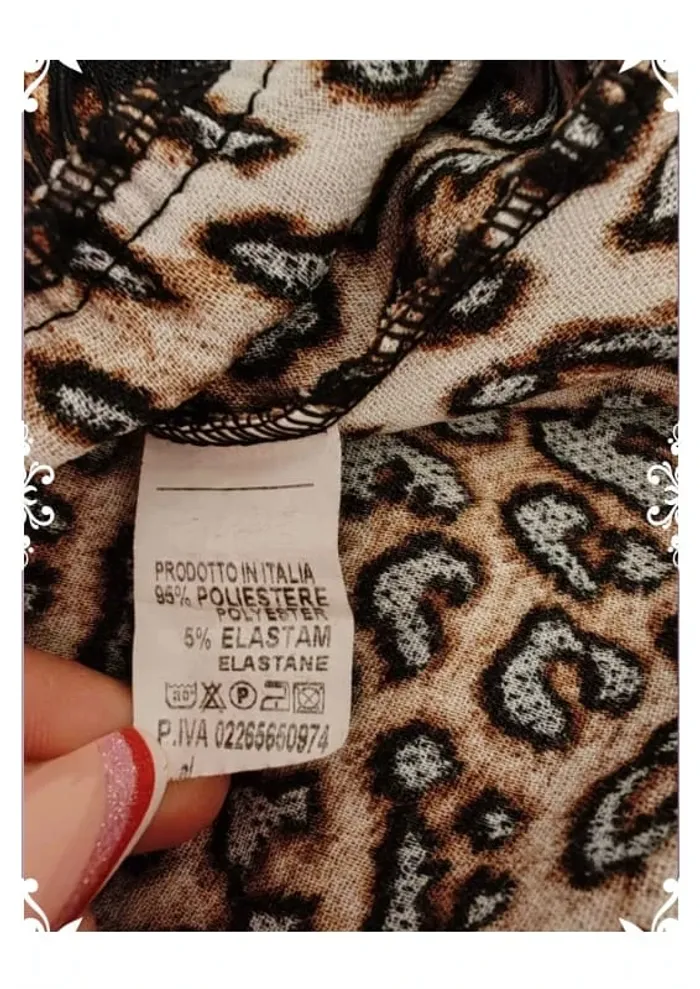 PRODOTTO IN ITALIA
95% POLIESTERE
POLYESTER
5% ELASTAM
ELASTANE
P.IVA 02265650974